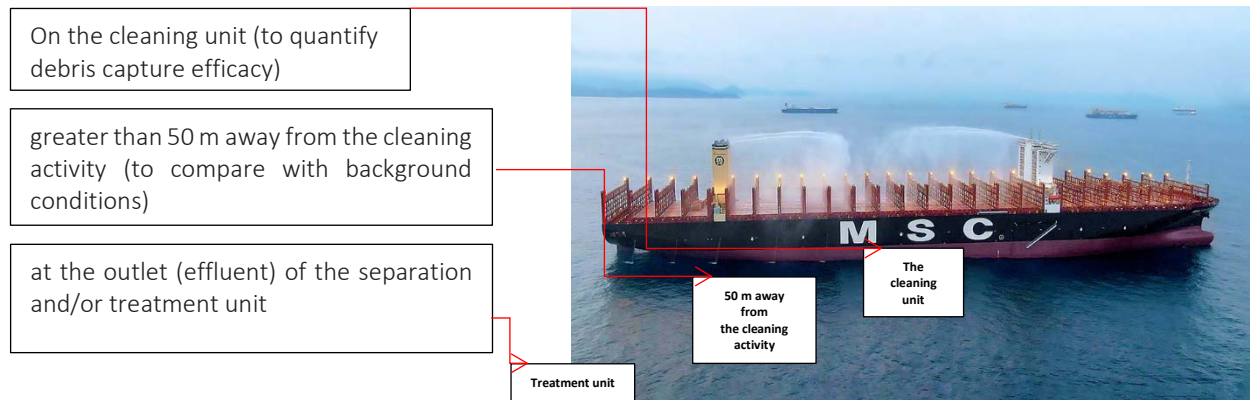 On the cleaning unit (to quantify
debris capture efficacy)
greater than 50 m away from the cleaning
activity (to compare with background
conditions)
at the outlet (effluent) of the separation
and/or treatment unit
M S C
The
cleaning
unit
50 m away
from
the cleaning
activity
Treatment unit